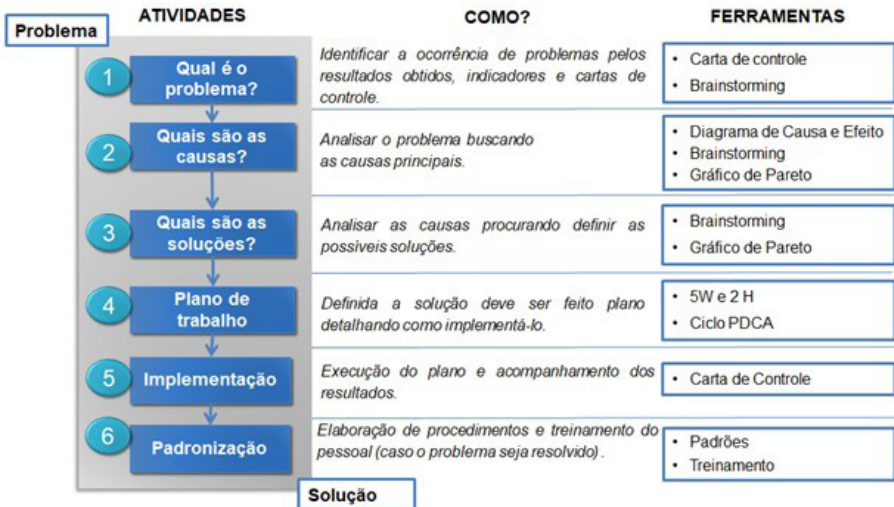 ATIVIDADES
COMO?
FERRAMENTAS
Problema
1
Qual é o
problema?
Identificar a ocorrência de problemas pelos
resultados obtidos, indicadores e cartas de
controle.
• Carta de controle
• Brainstorming
2
Quais são as
causas?
Analisar o problema buscando
as causas principais.
• Diagrama de Causa e Efeito
• Brainstorming
• Gráfico de Pareto
3
Quais são as
soluções?
Analisar as causas procurando definir as
possíveis soluções.
• Brainstorming
• Gráfico de Pareto
4
Plano de
trabalho
Definida a solução deve ser feito plano
detalhando como implementá-lo.
• 5W e 2 H
• Ciclo PDCA
5
Implementação
Execução do plano e acompanhamento dos
resultados.
• Carta de Controle
6
Padronização
Elaboração de procedimentos e treinamento do
pessoal (caso o problema seja resolvido) .
• Padrões
• Treinamento
Solução